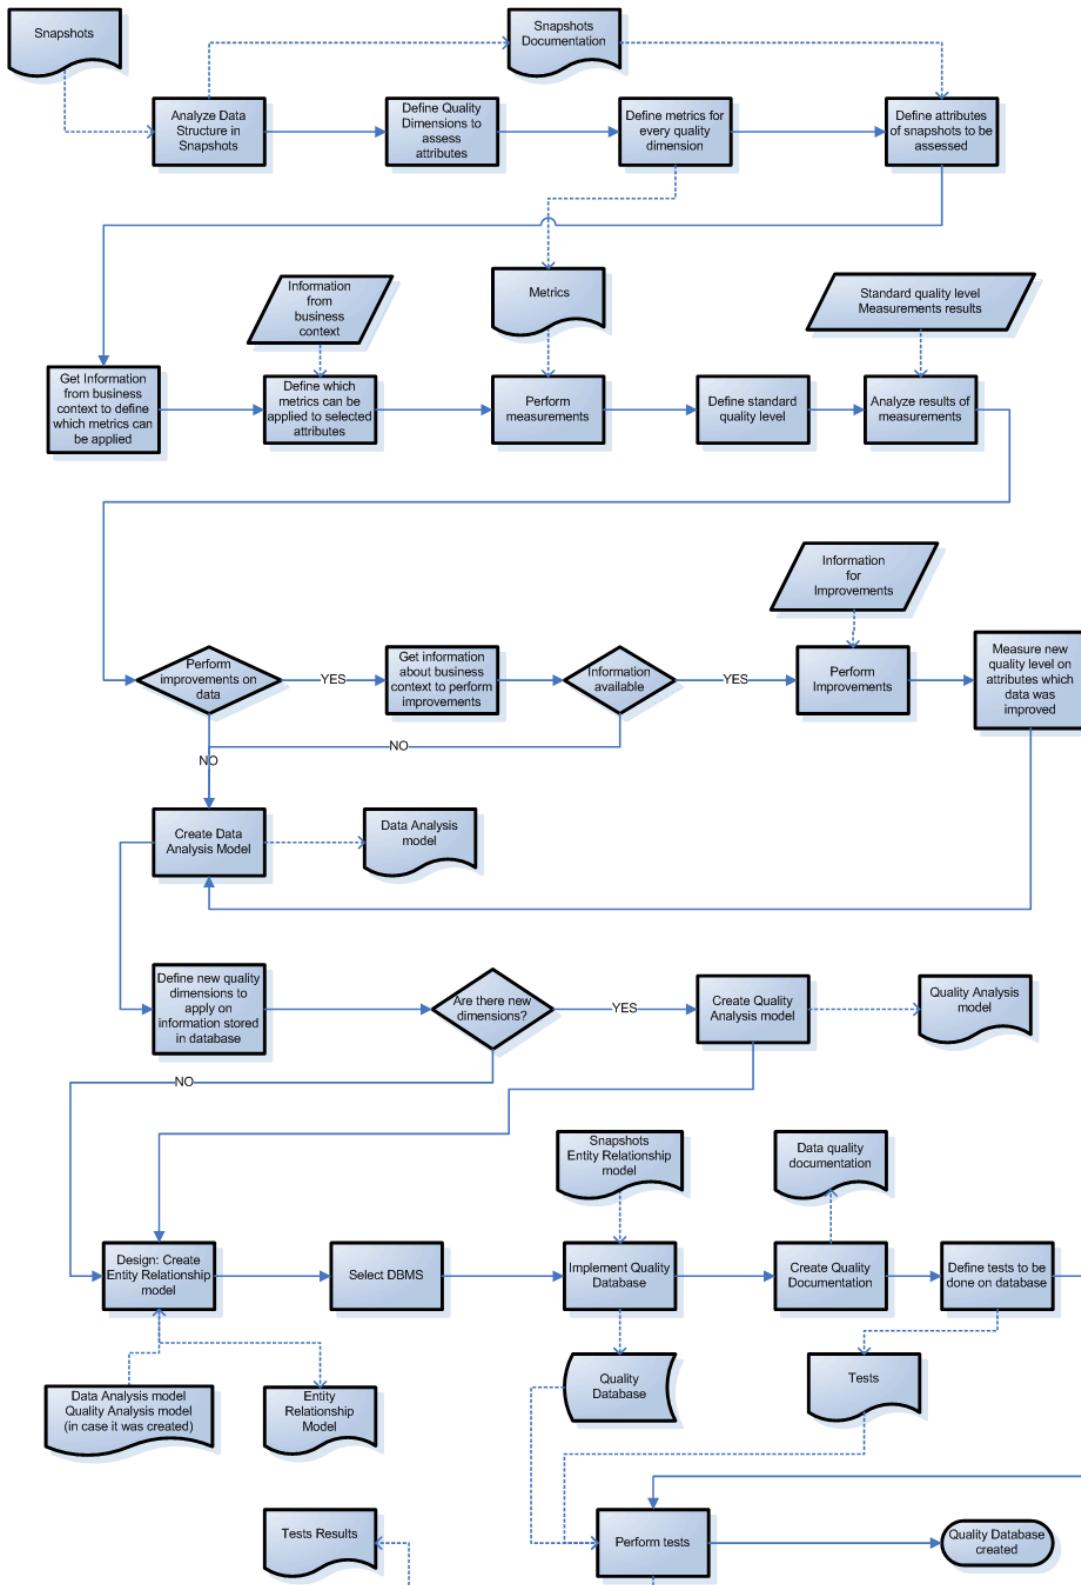 Snapshots
Snapshots
Documentation
Analyze Data
Structure in
Snapshots
Define Quality
Dimensions to
assess
attributes
Define metrics for
every quality
dimension
Define attributes
of snapshots to be
assessed
Information
from
business
context
Metrics
Standard quality level
Measurements results
Get Information
from business
context to define
which metrics can
be applied
Define which
metrics can be
applied to selected
attributes
Perform
measurements
Define standard
quality level
Analyze results of
measurements
Information
for
Improvements
Perform
improvements on
data
YES
Get information
about business
context to perform
improvements
Information
available
YES
Perform
Improvements
Measure new
quality level on
attributes which
data was
improved
NO
NO
Create Data
Analysis Model
Data Analysis
model
Define new quality
dimensions to
apply on
information stored
in database
Are there new
dimensions?
YES
Create Quality
Analysis model
Quality Analysis
model
NO
Snapshots
Entity Relationship
model
Data quality
documentation
Design: Create
Entity Relationship
model
Select DBMS
Implement Quality
Database
Create Quality
Documentation
Define tests to be
done on database
Data Analysis model
Quality Analysis model
(in case it was created)
Entity
Relationship
Model
Quality
Database
Tests
Tests Results
Perform tests
Quality Database
created